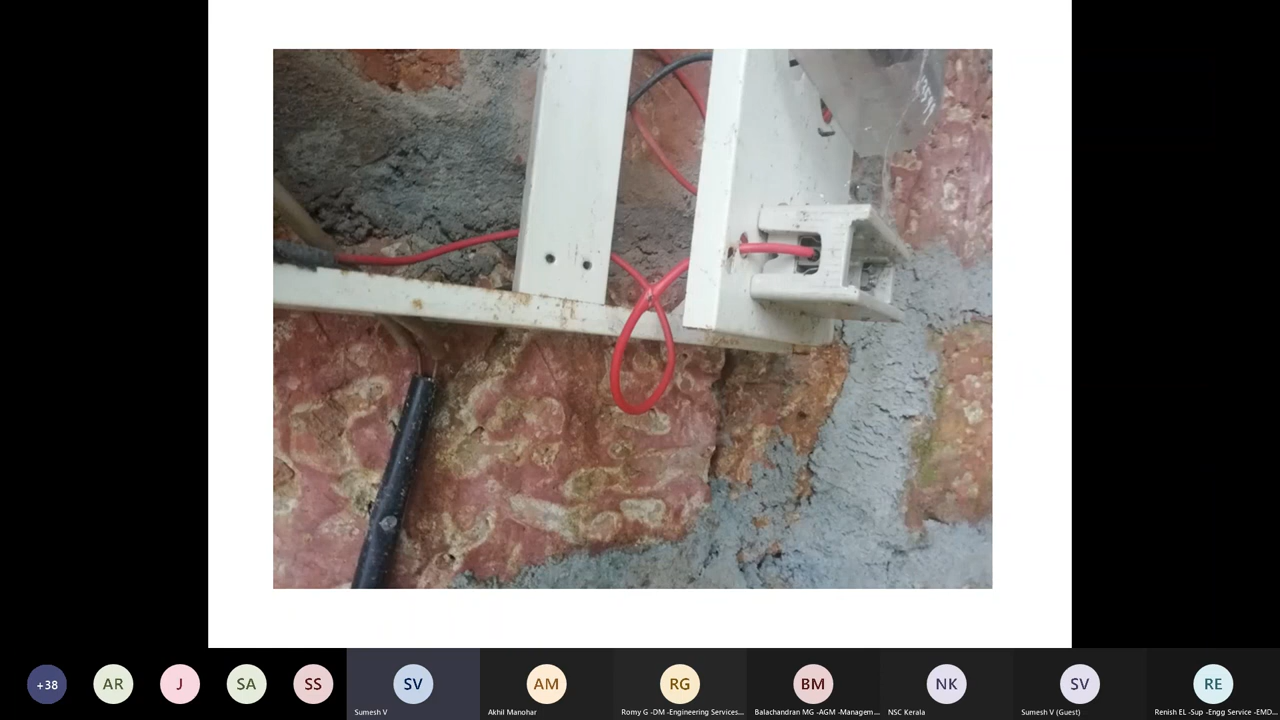 +38
AR
J
SA
SS
SV
AM
RG
BM
NK
SV
RE
Sumesh V
Akhil Manohar
Romy G -DM -Engineering Services...
Balachandran MG -AGM -Managem...
NSC Kerala
Sumesh V (Guest)
Renish EL -Sup -Engg Service -EMD...